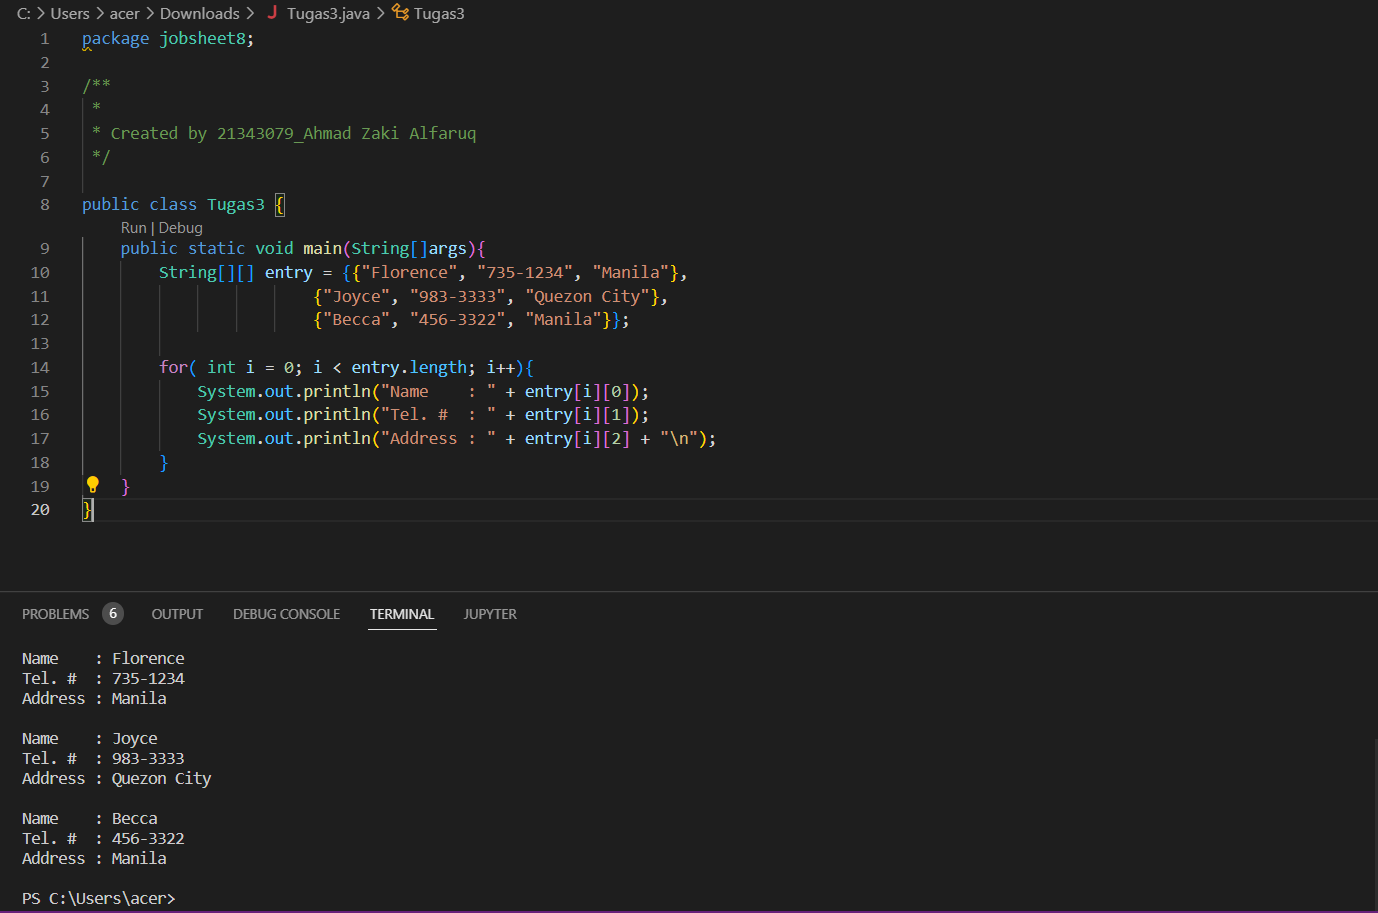 C: > Users > acer > Downloads > J Tugas3.java > Tugas3
1 package jobsheet8;
2
3 /**
4  *
5  * Created by 21343079_Ahmad Zaki Alfaruq
6  */
7
8 public class Tugas3 {
Run | Debug
9     public static void main(String[]args){
10         String[][] entry = {{"Florence", "735-1234", "Manila"},
11                         {"Joyce", "983-3333", "Quezon City"},
12                         {"Becca", "456-3322", "Manila"}};
13
14         for( int i = 0; i < entry.length; i++){
15             System.out.println("Name    : " + entry[i][0]);
16             System.out.println("Tel. #  : " + entry[i][1]);
17             System.out.println("Address : " + entry[i][2] + "\n");
18         }
19     }
20 }
PROBLEMS 6 OUTPUT DEBUG CONSOLE TERMINAL JUPYTER
Name    : Florence
Tel. #  : 735-1234
Address : Manila
Name    : Joyce
Tel. #  : 983-3333
Address : Quezon City
Name    : Becca
Tel. #  : 456-3322
Address : Manila
PS C:\Users\acer>